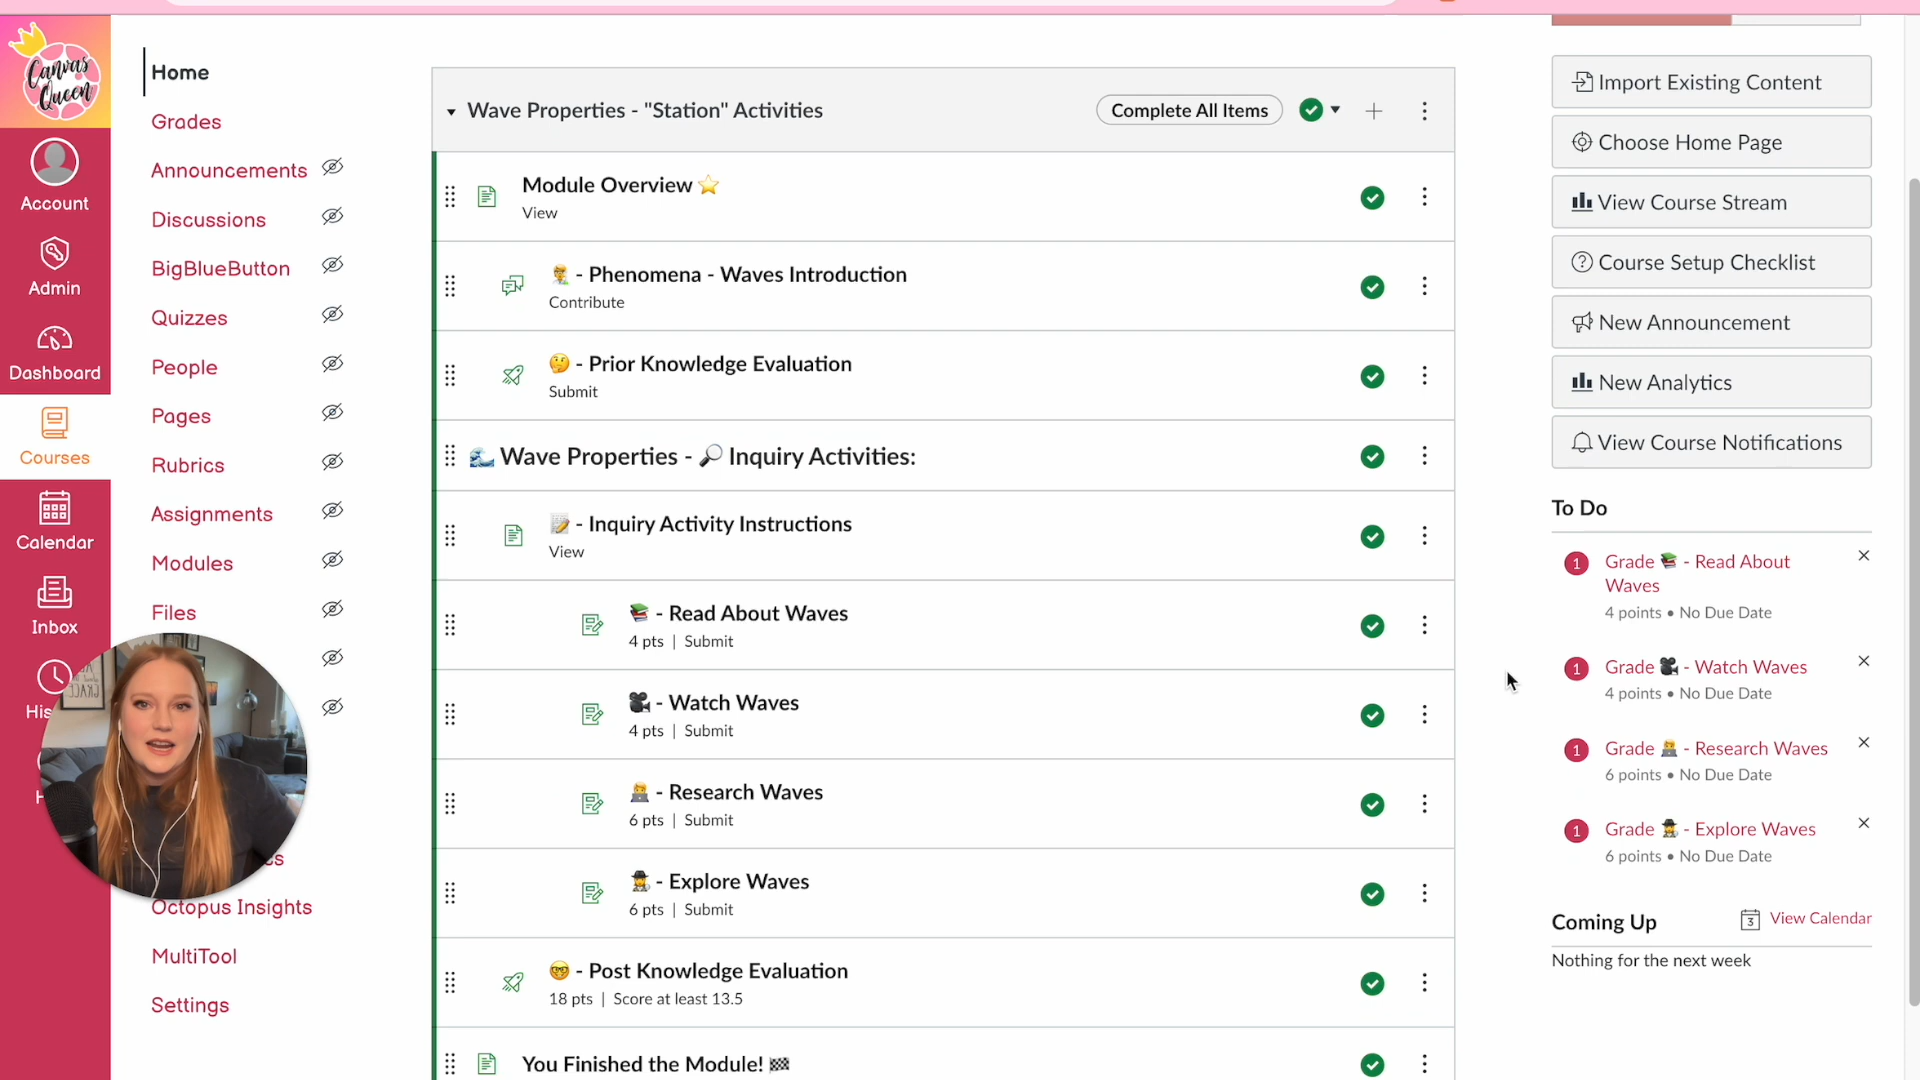 Canvas
Queen
Account
Admin
Dashboard
Courses
Calendar
Inbox
His
H
Home
Grades
Announcements
Discussions
BigBlueButton
Quizzes
People
Pages
Rubrics
Assignments
Modules
Files
Octopus Insights
MultiTool
Settings
GRACE
Wave Properties - "Station" Activities
Complete All Items
Module Overview ⭐
View
🧑‍🔬 - Phenomena - Waves Introduction
Contribute
🤔 - Prior Knowledge Evaluation
Submit
🌊 Wave Properties - 🔎 Inquiry Activities:
📝 - Inquiry Activity Instructions
View
📚 - Read About Waves
4 pts | Submit
🎥 - Watch Waves
4 pts | Submit
🧑‍💻 - Research Waves
6 pts | Submit
🕵️ - Explore Waves
6 pts | Submit
🤓 - Post Knowledge Evaluation
18 pts | Score at least 13.5
You Finished the Module! 🏁
Import Existing Content
Choose Home Page
View Course Stream
Course Setup Checklist
New Announcement
New Analytics
View Course Notifications
To Do
1 Grade 📚 - Read About
Waves
4 points • No Due Date
1 Grade 🎥 - Watch Waves
4 points • No Due Date
1 Grade 🧑‍💻 - Research Waves
6 points • No Due Date
1 Grade 🕵️ - Explore Waves
6 points • No Due Date
Coming Up
3 View Calendar
Nothing for the next week